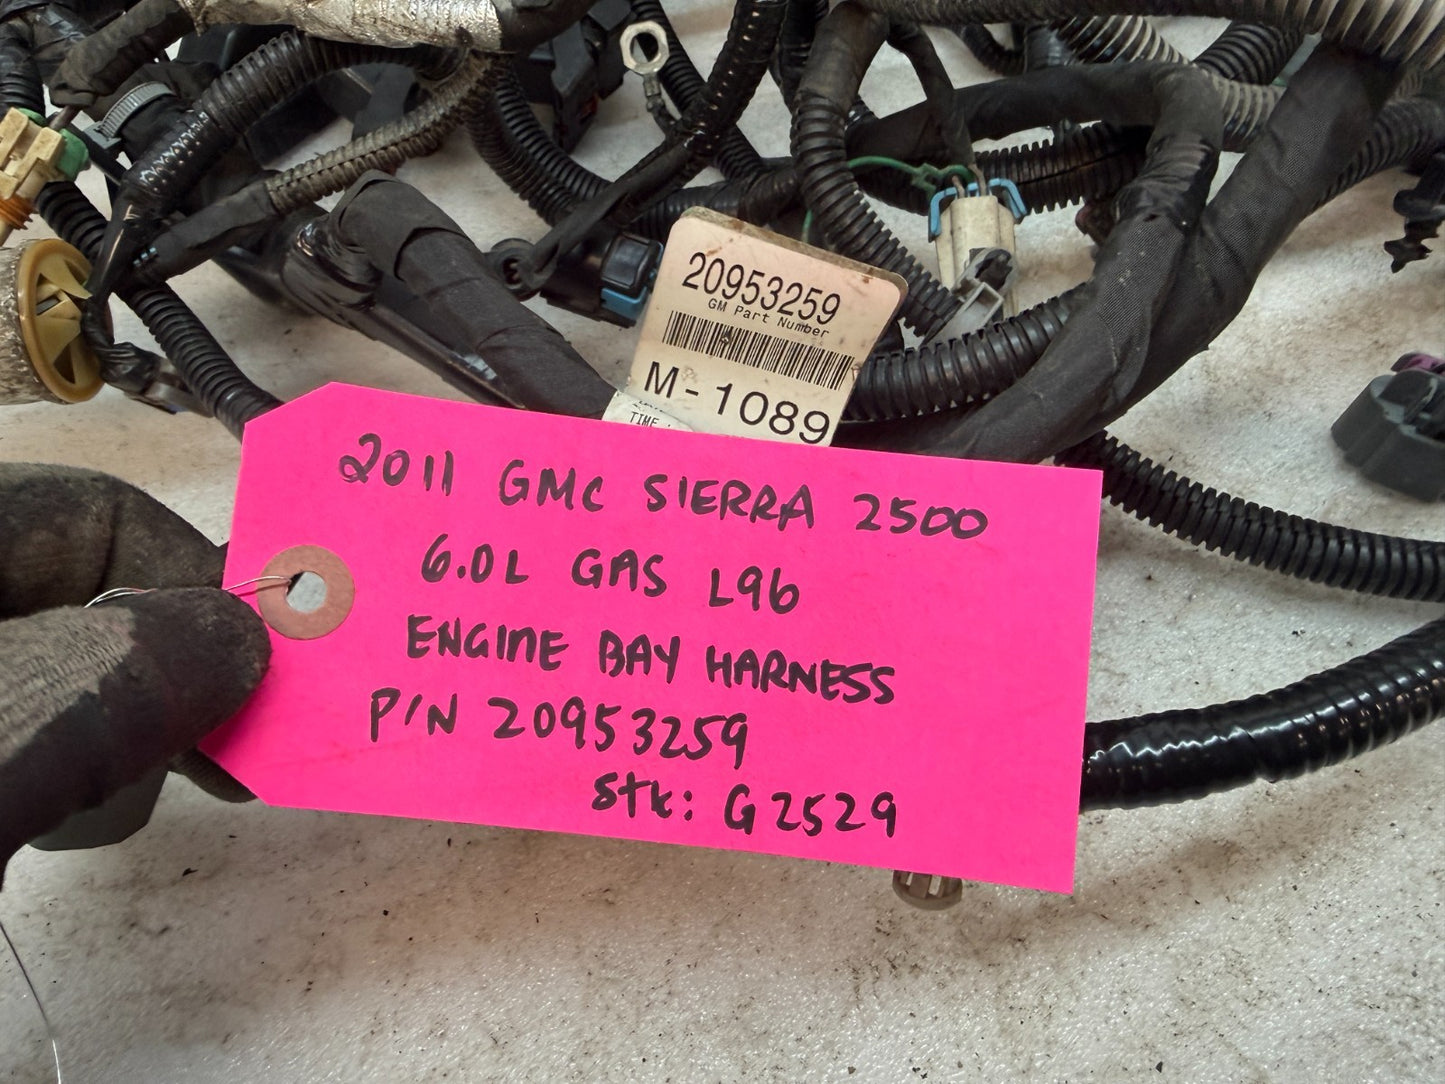 20953259
GM Part Number
M-1089
TIME
2011 GMC SIERRA 2500
6.0L GAS L96
ENGINE BAY HARNESS
P/N 20953259
Stk: G2529